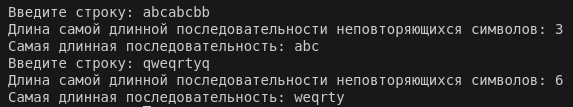 Введите строку: abcabcbb
Длина самой длинной последовательности неповторяющихся символов: 3
Самая длинная последовательность: abc
Введите строку: qweqrtyq
Длина самой длинной последовательности неповторяющихся символов: 6
Самая длинная последовательность: weqrty